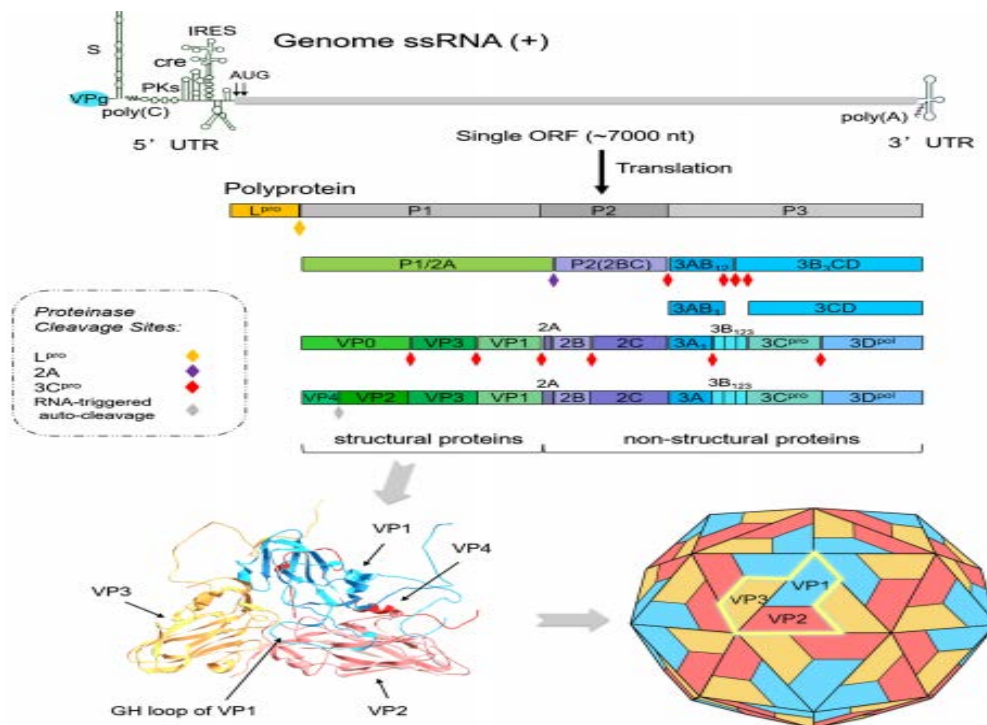 IRES
Genome ssRNA (+)
S
cre
AUG
PKs
VPg
poly(C)
poly(A)
5' UTR
3' UTR
Single ORF (~7000 nt)
Translation
Polyprotein
Lpro
P1
P2
P3
P1/2A
P2(2BC)
3B3CD
3CD
Proteinase
Cleavage Sites:
Lpro
2A
3Cpro
RNA-triggered
auto-cleavage
2A
3B123
VP0
VP3
VP1
2B
2C
3Cpro
3Dpol
2A
3B123
VP4
VP2
VP3
VP1
2B
2C
3A
3Cpro
3Dpol
structural proteins
non-structural proteins
VP1
VP4
VP3
GH loop of VP1
VP2
VP1
VP3
VP2